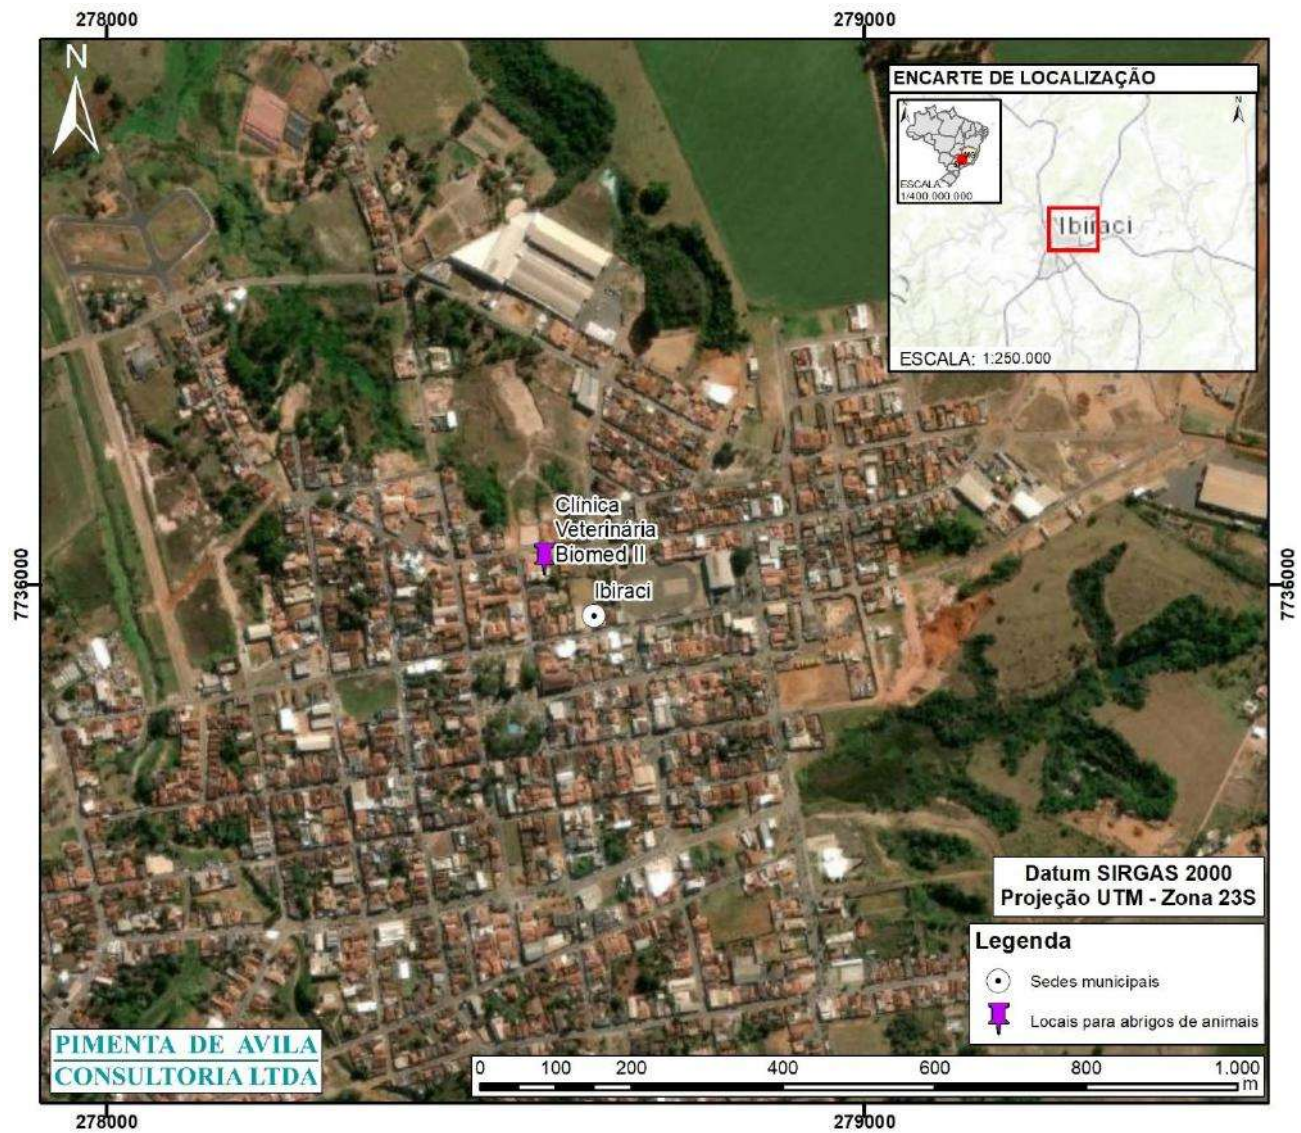 278000
279000
N
ENCARTE DE LOCALIZAÇÃO
N
ESCALA
1/400.000.000
Ibiraci
ESCALA: 1:250.000
Clínica
Veterinária
Biomed II
Ibiraci
7736000
7736000
Datum SIRGAS 2000
Projeção UTM - Zona 23S
Legenda
Sedes municipais
Locais para abrigos de animais
PIMENTA DE AVILA
CONSULTORIA LTDA
0 100 200 400 600 800 1.000
m
278000
279000